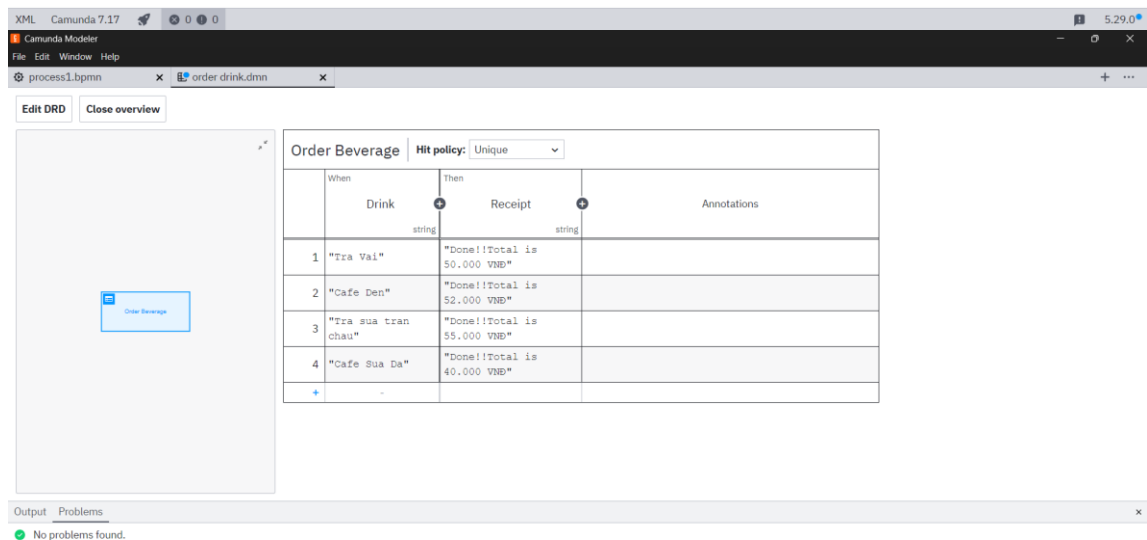 XML Camunda 7.17 0 0 5.29.0
Camunda Modeler
File Edit Window Help
process1.bpmn order drink.dmn
Edit DRD Close overview
Order Beverage Hit policy: Unique
When Then
Drink Receipt Annotations
string string
1 "Tra Vai" "Done!!Total is
50.000 VNĐ"
2 "Cafe Den" "Done!!Total is
52.000 VNĐ"
3 "Tra sua tran
chau" "Done!!Total is
55.000 VNĐ"
4 "Cafe Sua Da" "Done!!Total is
40.000 VNĐ"
+ -
Order Beverage
Output Problems
No problems found.